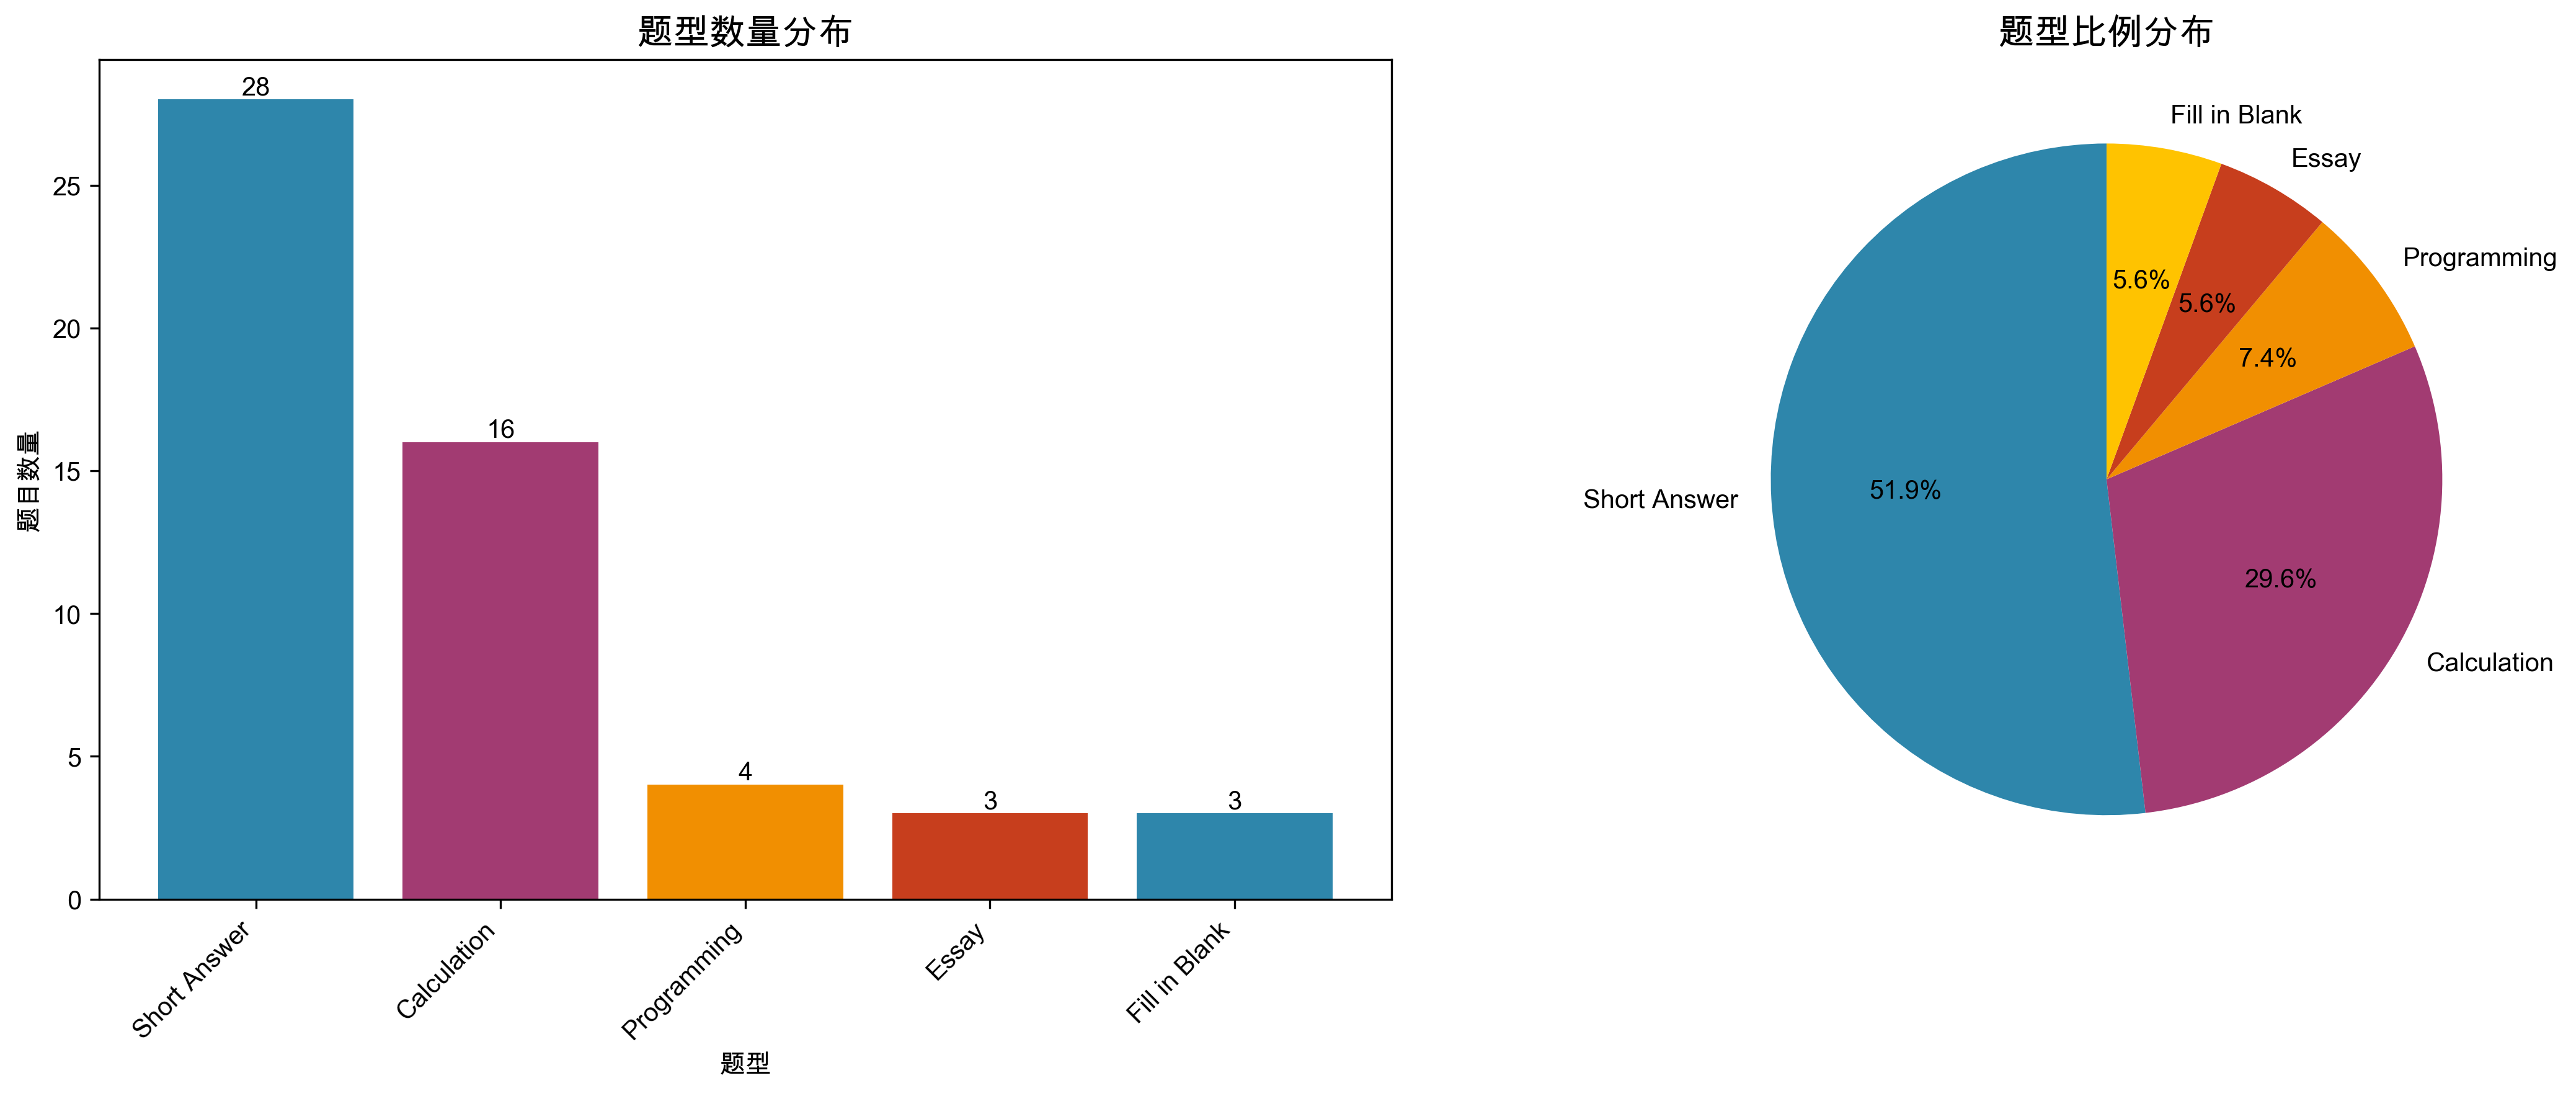 题型数量分布
28
16
4
3
3
25
20
15
10
5
0
题目数量
Short Answer
Calculation
Programming
Essay
Fill in Blank
题型
题型比例分布
Fill in Blank
Essay
Programming
Short Answer
Calculation
5.6%
5.6%
7.4%
51.9%
29.6%